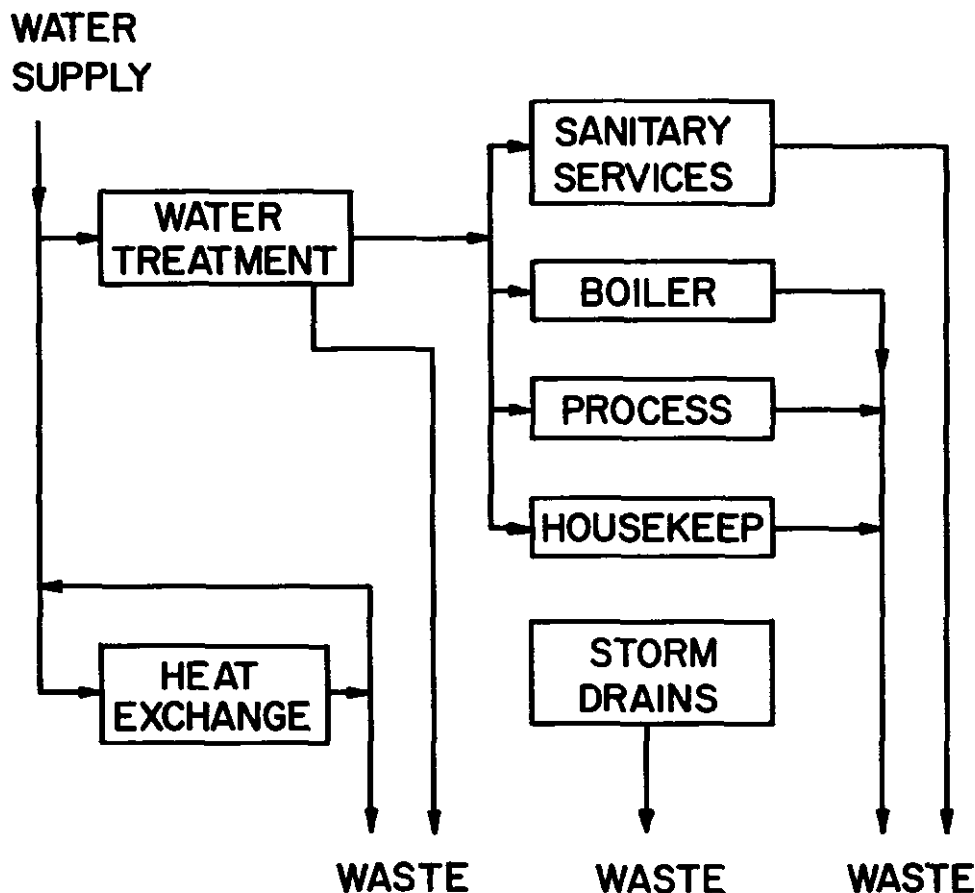 WATER
SUPPLY
SANITARY
SERVICES
WATER
TREATMENT
BOILER
PROCESS
HOUSEKEEP
HEAT
EXCHANGE
STORM
DRAINS
WASTE
WASTE
WASTE